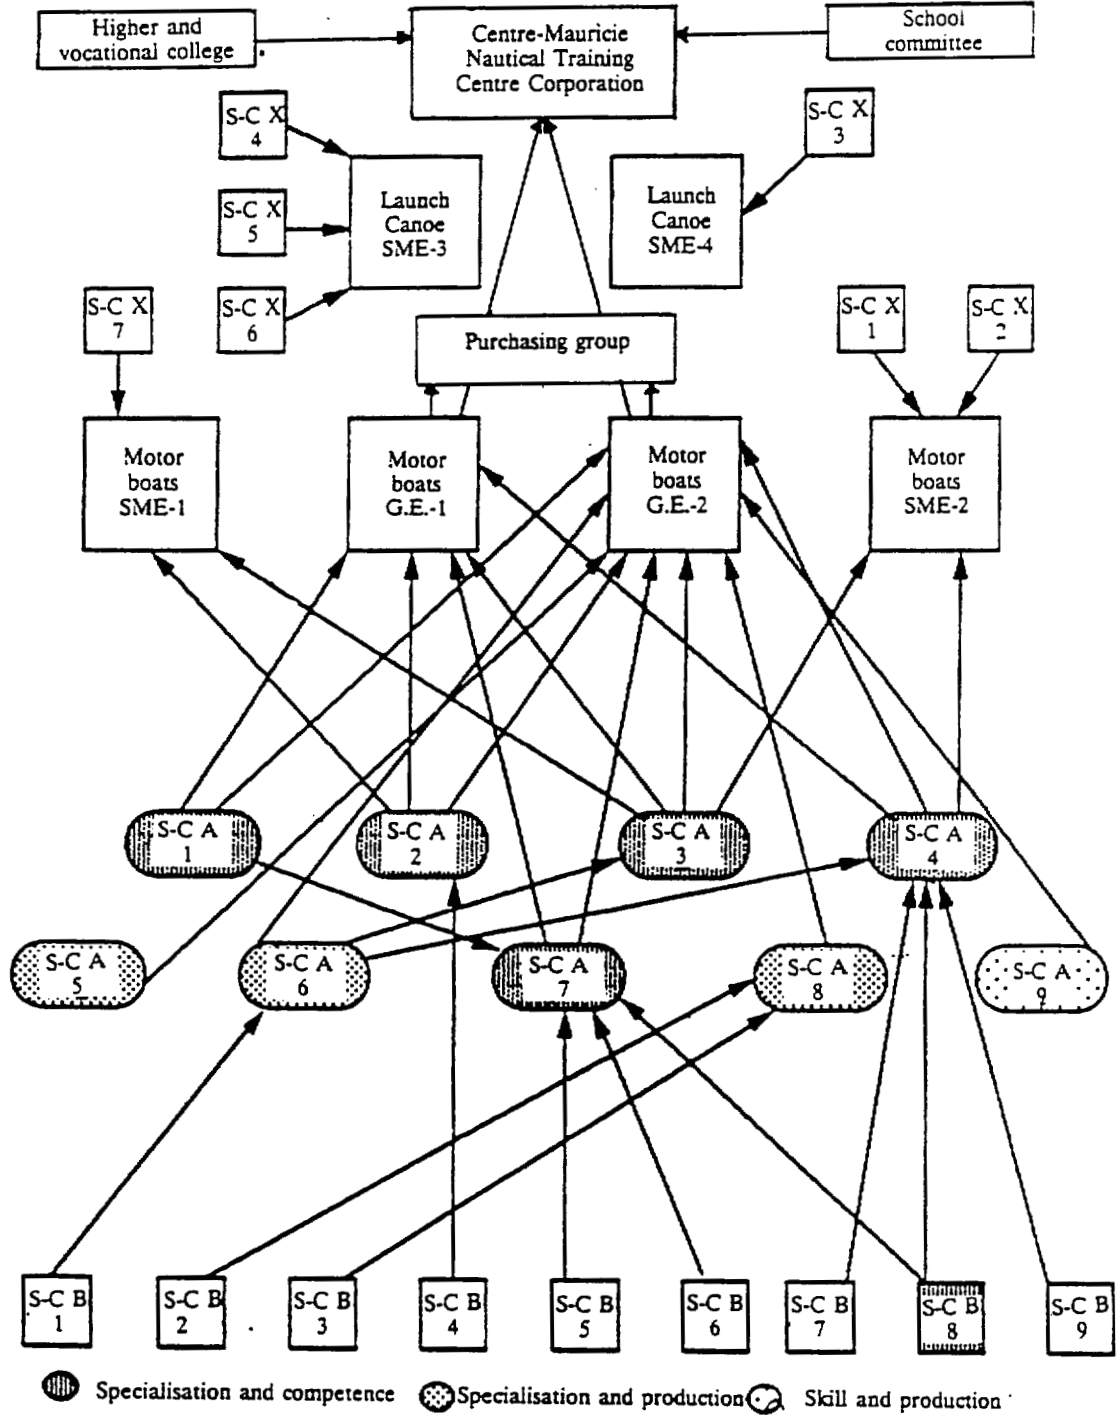 Higher and
vocational college
Centre-Mauricie
Nautical Training
Centre Corporation
School
committee
S-C X
4
S-C X
3
Launch
Canoe
SME-3
Launch
Canoe
SME-4
S-C X
5
S-C X
6
S-C X
7
S-C X
1
S-C X
2
Purchasing group
Motor
boats
SME-1
Motor
boats
G.E.-1
Motor
boats
G.E.-2
Motor
boats
SME-2
S-C A
1
S-C A
2
S-C A
3
S-C A
4
S-C A
5
S-C A
6
S-C A
7
S-C A
8
S-C A
9
S-C B
1
S-C B
2
S-C B
3
S-C B
4
S-C B
5
S-C B
6
S-C B
7
S-C B
8
S-C B
9
Specialisation and competence
Specialisation and production
Skill and production